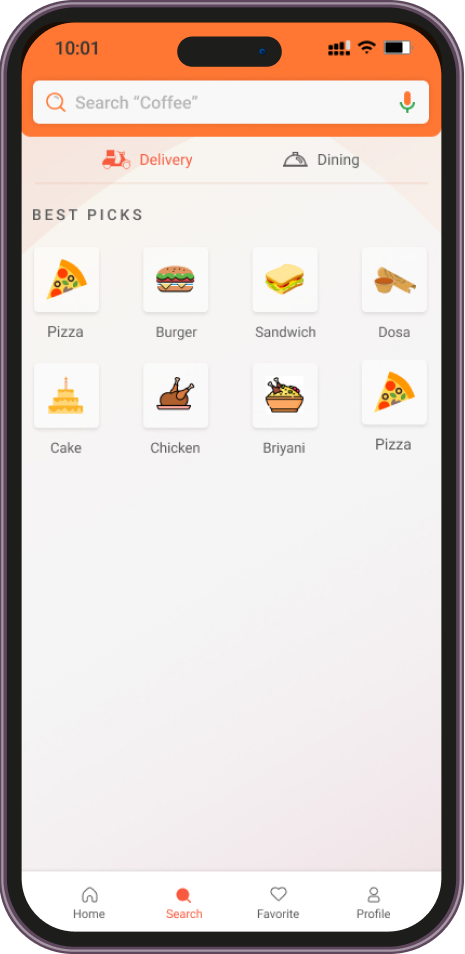 10:01
Search “Coffee”
Delivery Dining
BEST PICKS
Pizza Burger Sandwich Dosa
Cake Chicken Briyani Pizza
Home Search Favorite Profile